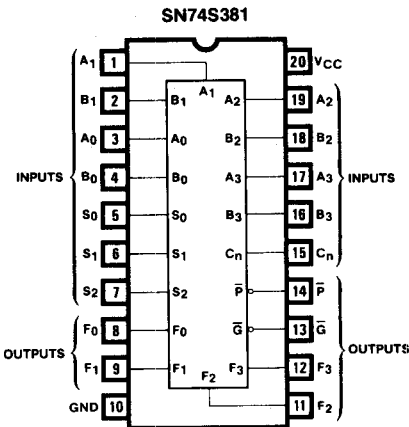 SN74S381
A1 1 20 VCC
B1 2 B1 A1 A2 19 A2
A0 3 A0 B2 18 B2
INPUTS B0 4 B0 A3 17 A3 INPUTS
S0 5 S0 B3 16 B3
S1 6 S1 Cn 15 Cn
S2 7 S2 P̅ 14 P̅
F0 8 F0 G̅ 13 G̅
OUTPUTS F1 9 F1 F3 12 F3 OUTPUTS
GND 10 F2 11 F2